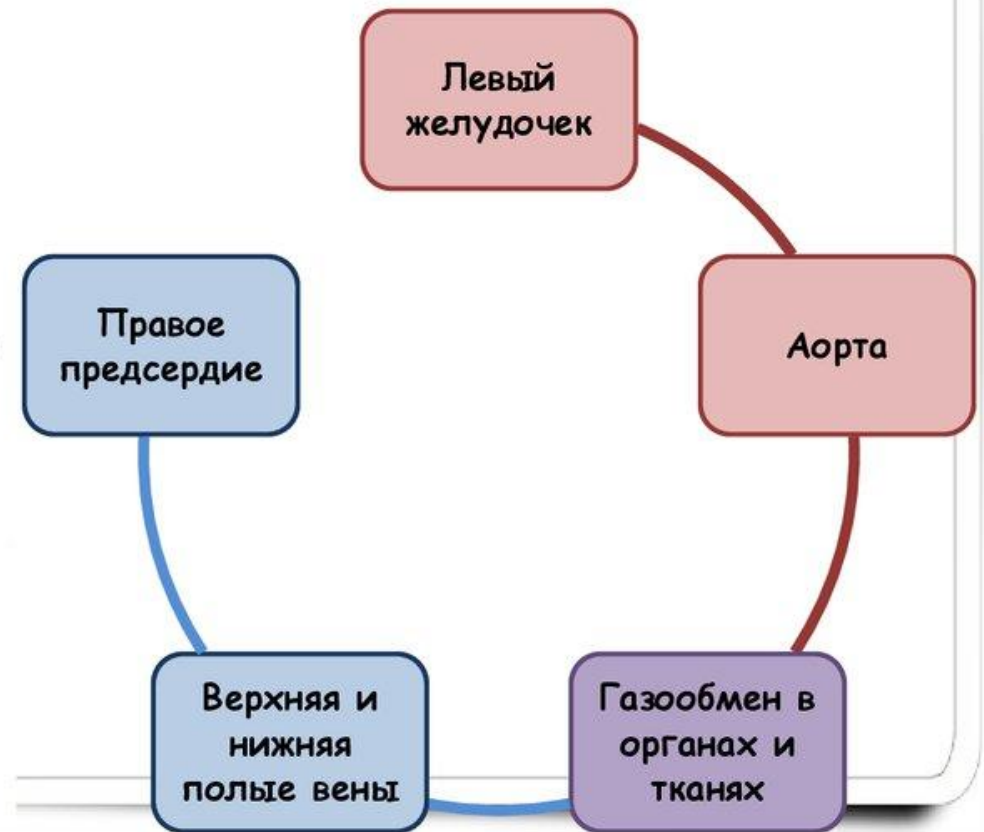 Левый
желудочек
Правое
предсердие
Аорта
Верхняя и
нижняя
полые вены
Газообмен в
органах и
тканях